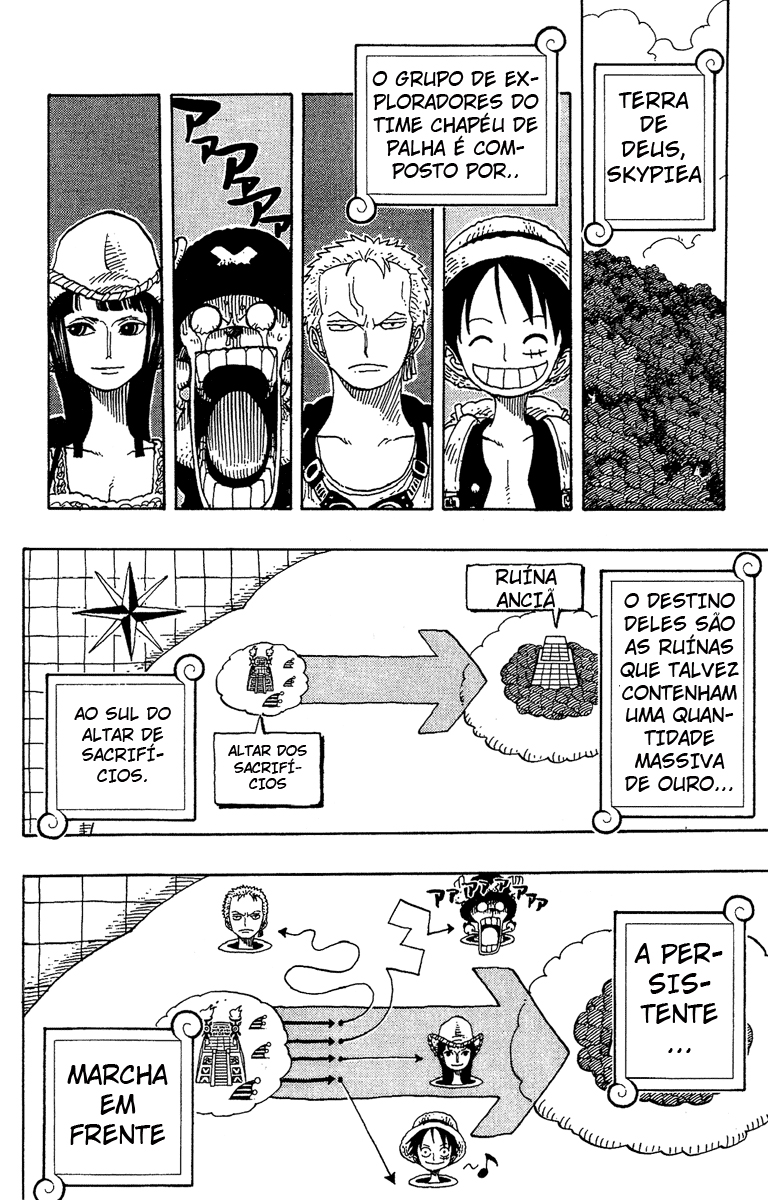 TERRA
DE
DEUS,
SKYPIEA
O GRUPO DE EX-
PLORADORES DO
TIME CHAPÉU DE
PALHA É COM-
POSTO POR..
O DESTINO
DELES SÃO
AS RUÍNAS
QUE TALVEZ
CONTENHAM
UMA QUAN-
TIDADE
MASSIVA
DE OURO...
RUÍNA
ANCIÃ
ALTAR DOS
SACRIFÍ-
CIOS
AO SUL DO
ALTAR DE
SACRIFÍ-
CIOS.
A PER-
SIS-
TENTE
...
MARCHA
EM
FRENTE